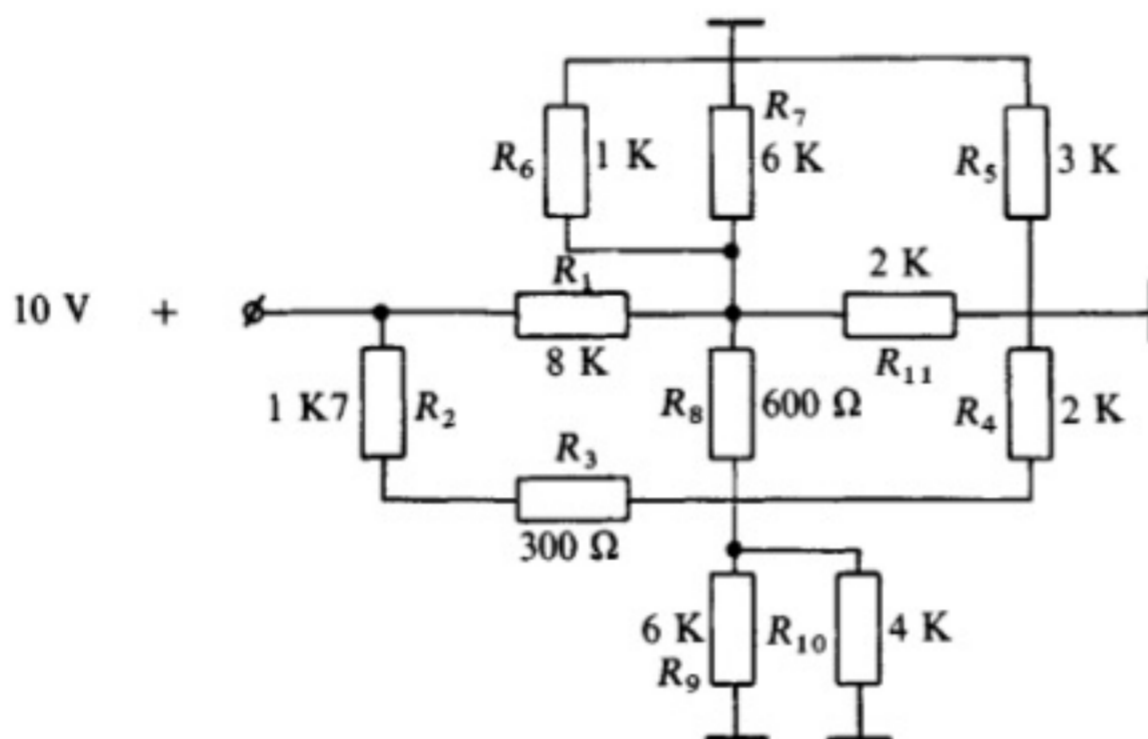 R7
R6 1 K 6 K R5 3 K
R1 2 K
10 V +
8 K R11
1 K7 R2 R8 600 Ω R4 2 K
R3
300 Ω
6 K R10 4 K
R9